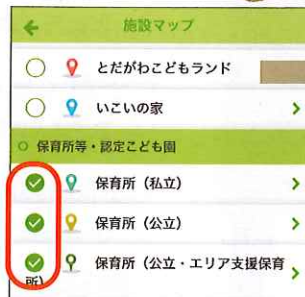 施設マップ
とだがわこどもランド
いこいの家
保育所等・認定こども園
保育所（私立）
保育所（公立）
保育所（公立・エリア支援保育
所）